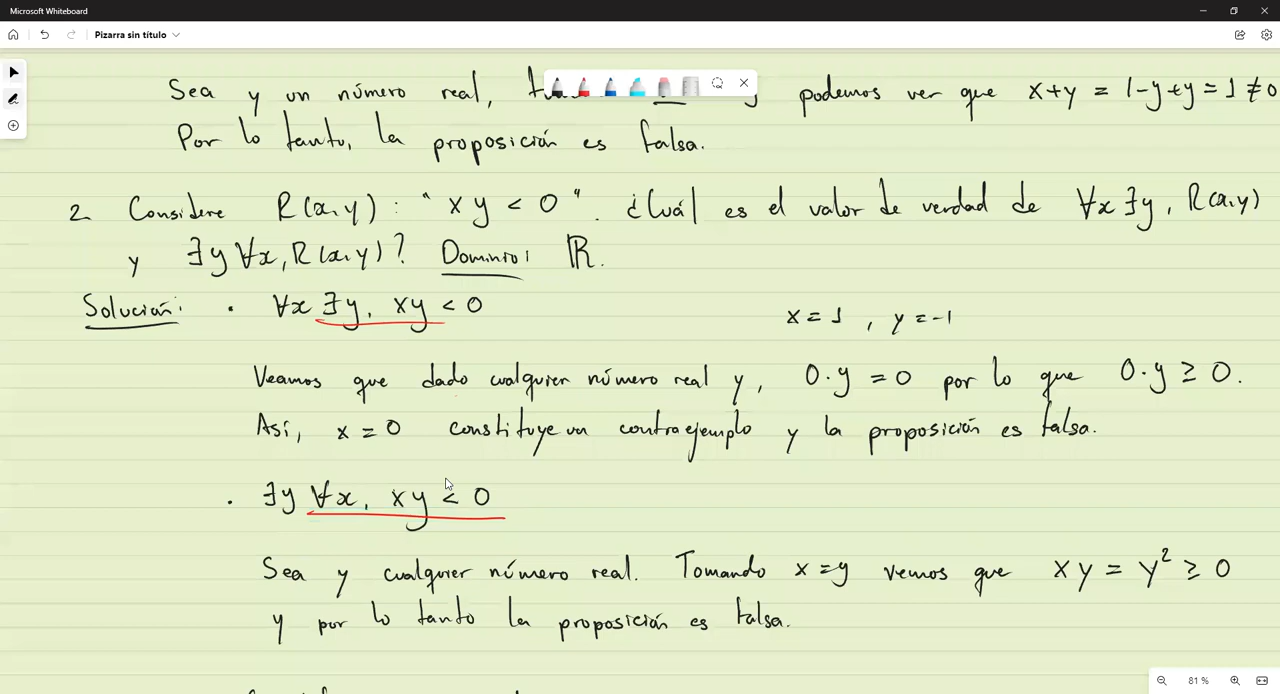 Microsoft Whiteboard
Pizarra sin título
Sea y un número real, podemos ver que x+y = 1-y+y = 1 ≠ 0
Por lo tanto, la proposición es falsa.
2 Considere R(x,y) : "xy < 0". ¿Cuál es el valor de verdad de ∀x ∃y, R(x,y)
y ∃y ∀x, R(x,y)? Dominio: ℝ.
Solución: . ∀x ∃y, xy < 0
x = 1, y = -1
Veamos que dado cualquier número real y, 0·y = 0 por lo que 0·y ≥ 0.
Así, x = 0 constituye un contraejemplo y la proposición es falsa.
. ∃y ∀x, xy < 0
Sea y cualquier número real. Tomando x = y vemos que xy = y² ≥ 0
y por lo tanto la proposición es falsa.
81 %